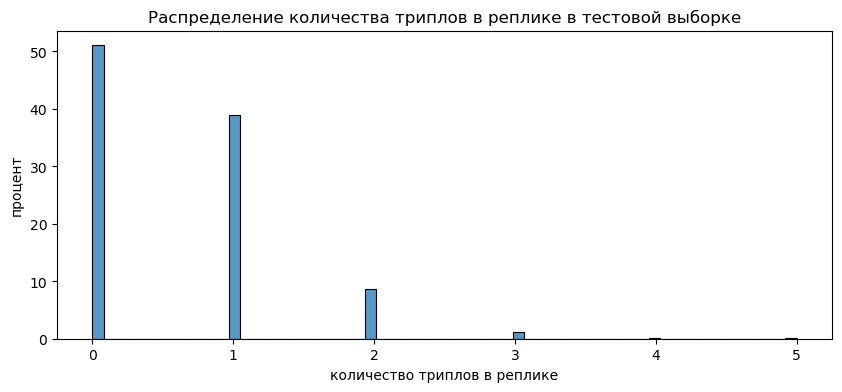 Распределение количества триплов в реплике в тестовой выборке
50
40
30
20
10
0
процент
0 1 2 3 4 5
количество триплов в реплике